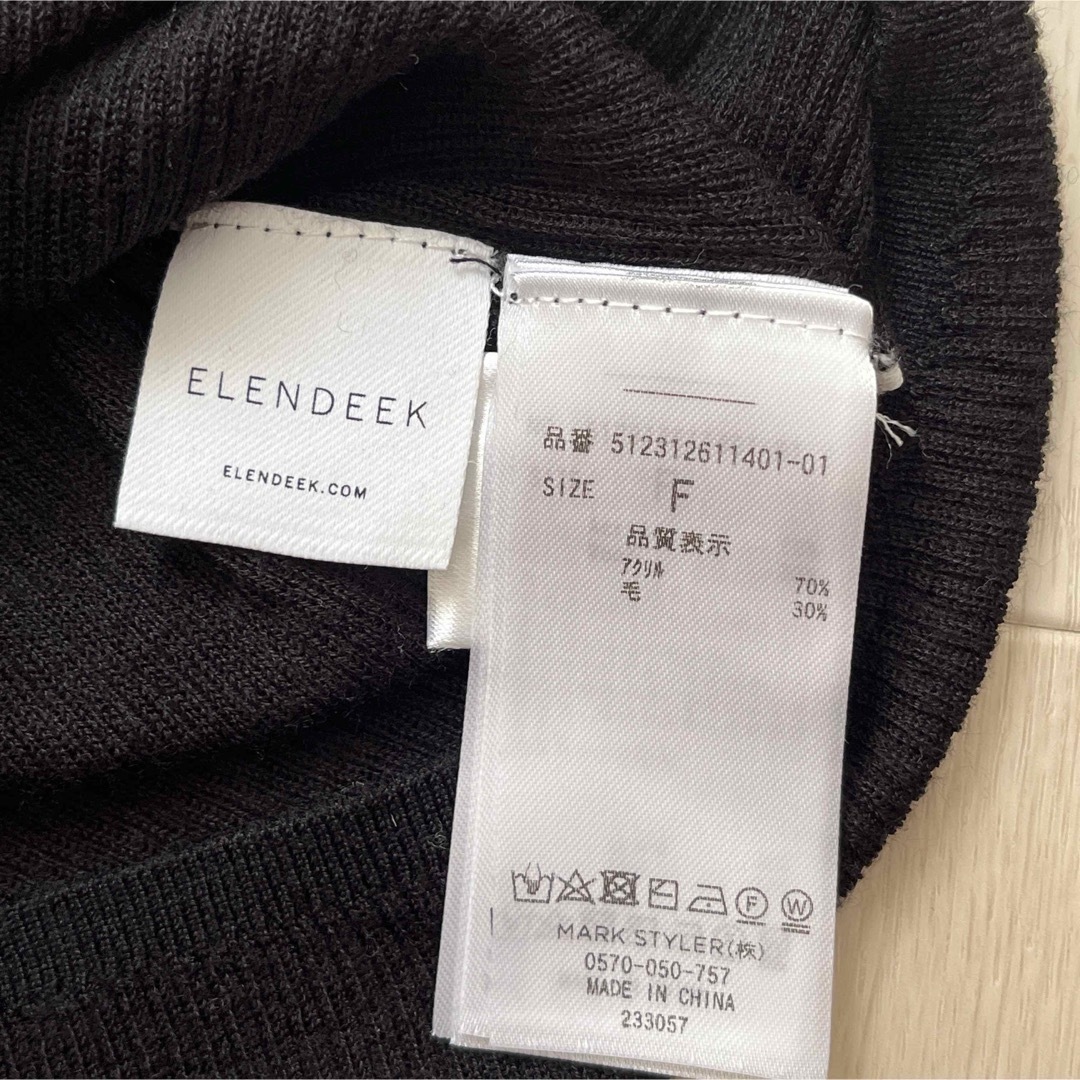 ELENDEEK
ELENDEEK.COM
品番 512312611401-01
SIZE F
品質表示
アクリル 70%
毛 30%
F W
MARK STYLER(株)
0570-050-757
MADE IN CHINA
233057